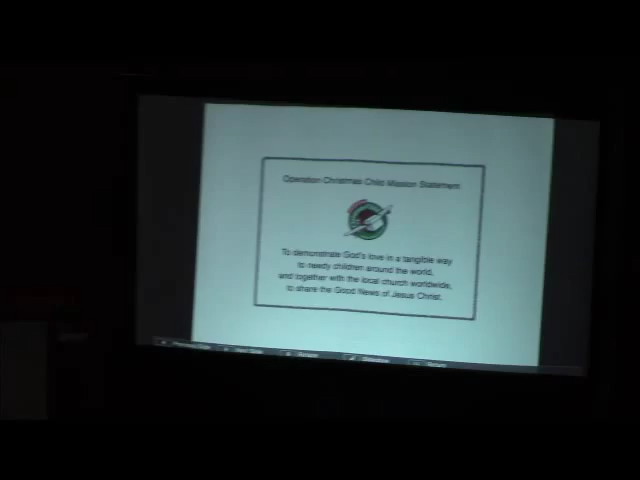 Operation Christmas Child Mission Statement
To demonstrate God's love in a tangible way
to needy children around the world,
and together with the local church worldwide,
to share the Good News of Jesus Christ.